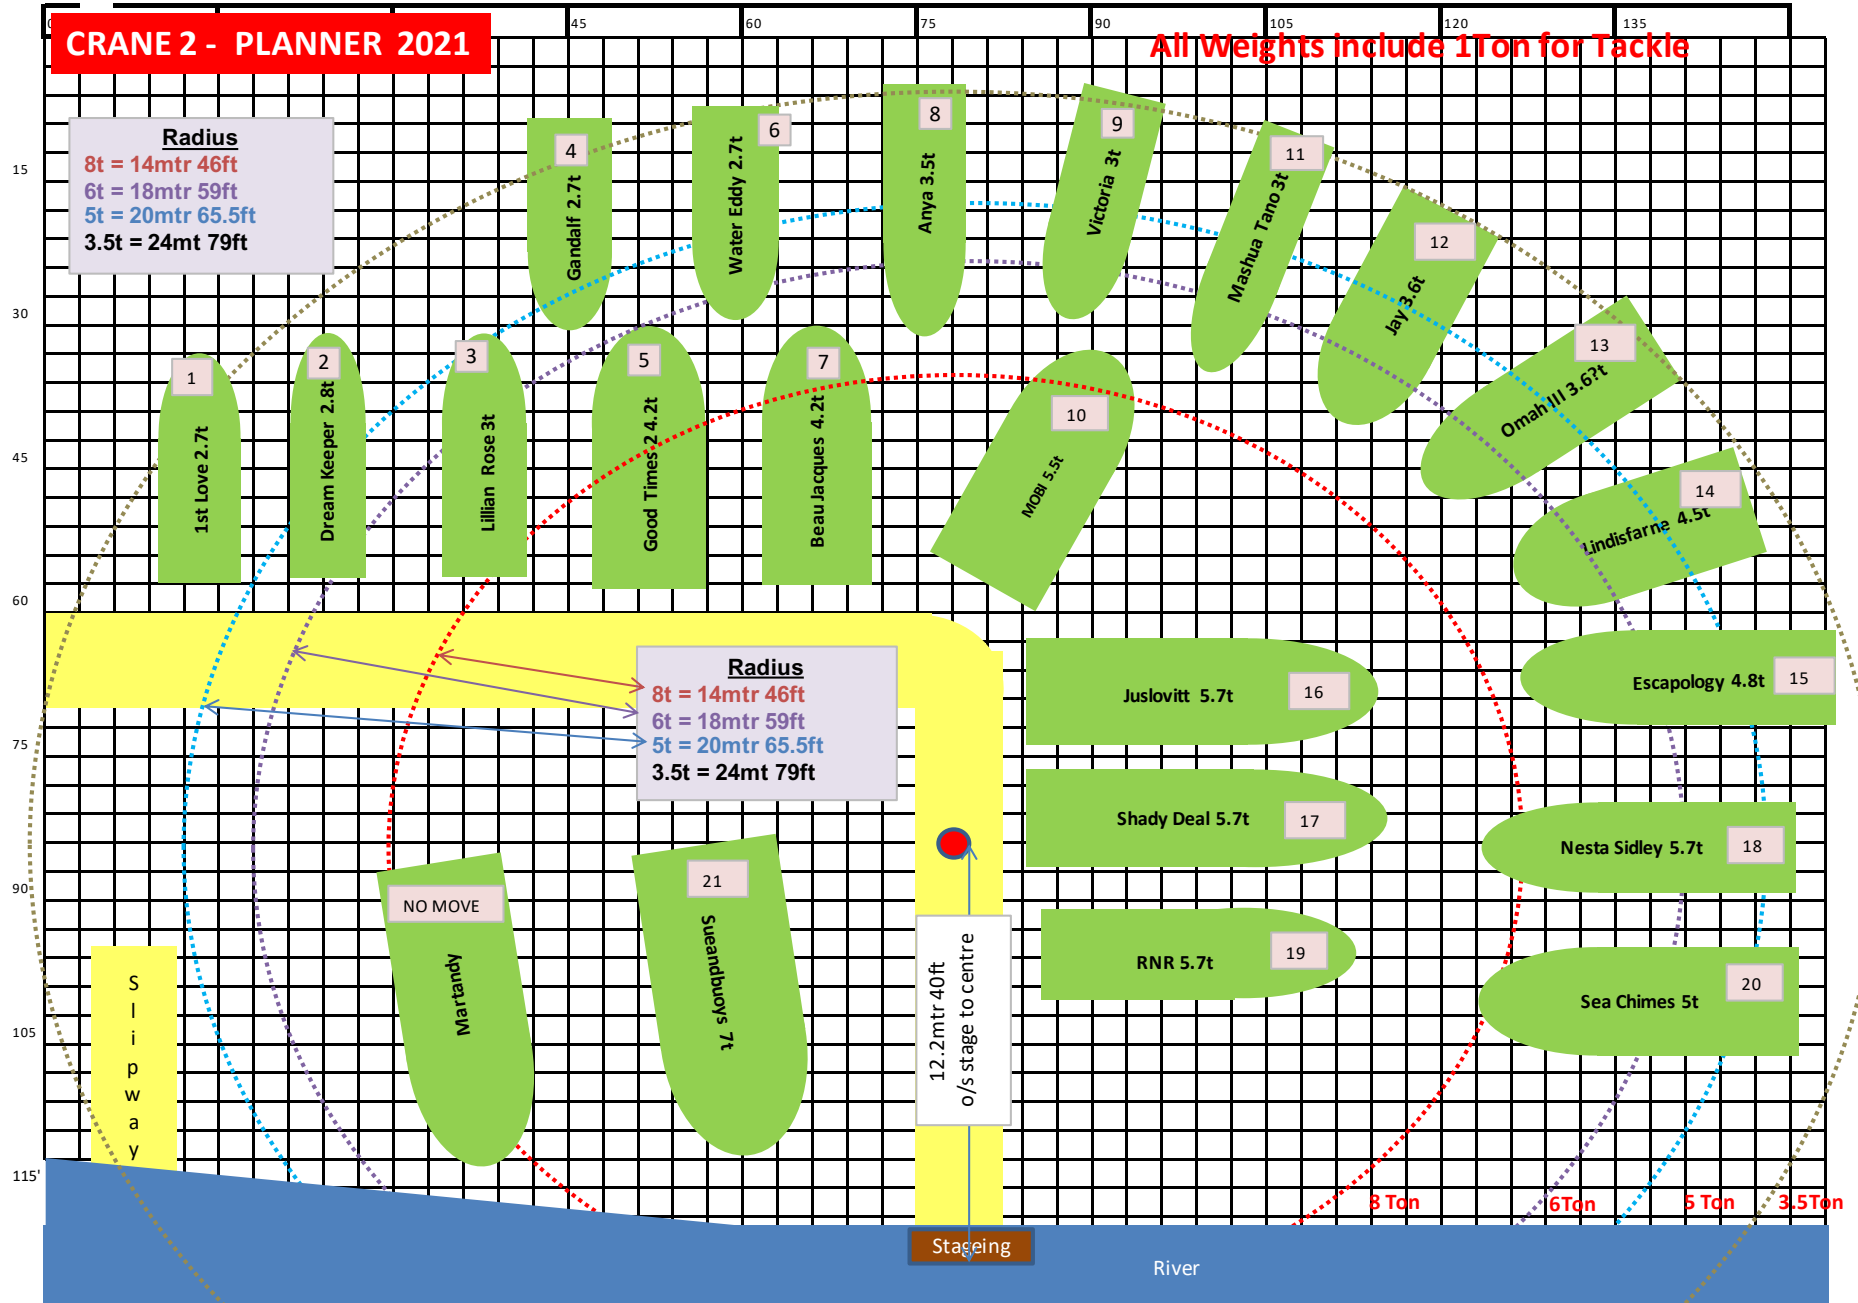 45
60
75
90
105
120
135
CRANE 2 - PLANNER 2021
All Weights include 1Ton for Tackle
Radius
8t = 14mtr 46ft
6t = 18mtr 59ft
5t = 20mtr 65.5ft
3.5t = 24mt 79ft
15
30
45
60
75
90
105
115'
4
Gandalf 2.7t
6
Water Eddy 2.7t
8
Anya 3.5t
9
Victoria 3t
11
Mashua Tano 3t
12
Jay 3.6t
13
Omah III 3.6?t
14
Lindisfarne 4.5t
1
1st Love 2.7t
2
Dream Keeper 2.8t
3
Lillian Rose 3t
5
Good Times 2 4.2t
7
Beau Jacques 4.2t
10
MOBI 5.5t
Radius
8t = 14mtr 46ft
6t = 18mtr 59ft
5t = 20mtr 65.5ft
3.5t = 24mt 79ft
Juslovitt 5.7t
16
Escapology 4.8t
15
Shady Deal 5.7t
17
Nesta Sidley 5.7t
18
RNR 5.7t
19
Sea Chimes 5t
20
NO MOVE
Martandy
21
Sueandbuoys 7t
12.2mtr 40ft
o/s stage to centre
Slipway
8 Ton
6Ton
5 Ton
3.5Ton
Stageing
River